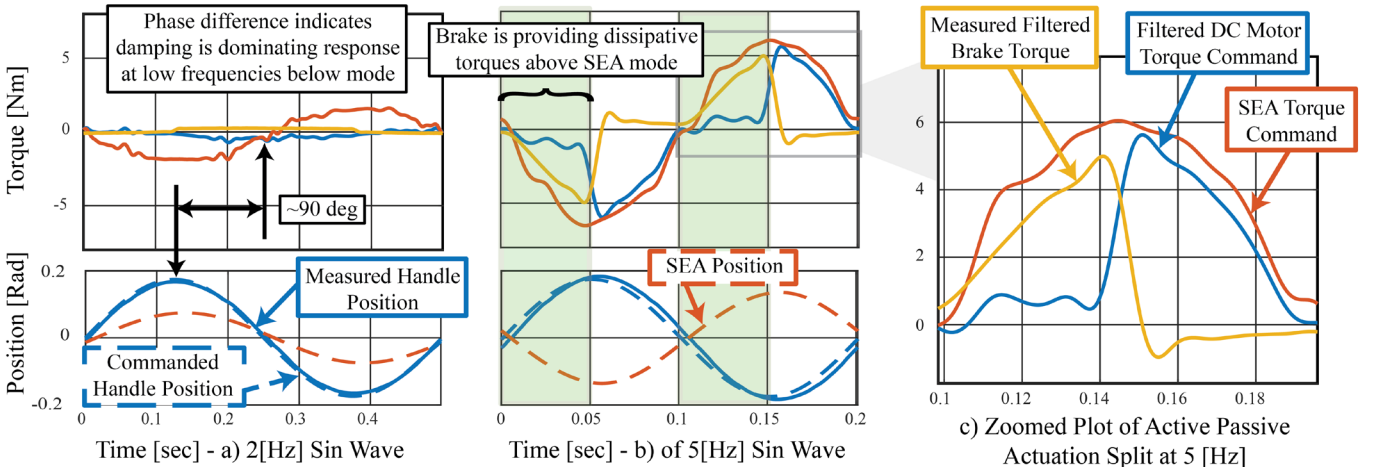 Phase difference indicates
damping is dominating response
at low frequencies below mode
Torque [Nm]
5
0
-5
~90 deg
Position [Rad]
0.2
0
-0.2
Measured Handle
Position
Commanded
Handle Position
0
0.1
0.2
0.3
0.4
Time [sec] - a) 2[Hz] Sin Wave
Brake is providing dissipative
torques above SEA mode
SEA Position
0
0.05
0.1
0.15
0.2
Time [sec] - b) of 5[Hz] Sin Wave
Measured Filtered
Brake Torque
Filtered DC Motor
Torque Command
SEA Torque
Command
6
4
2
0
0.1
0.12
0.14
0.16
0.18
c) Zoomed Plot of Active Passive
Actuation Split at 5 [Hz]